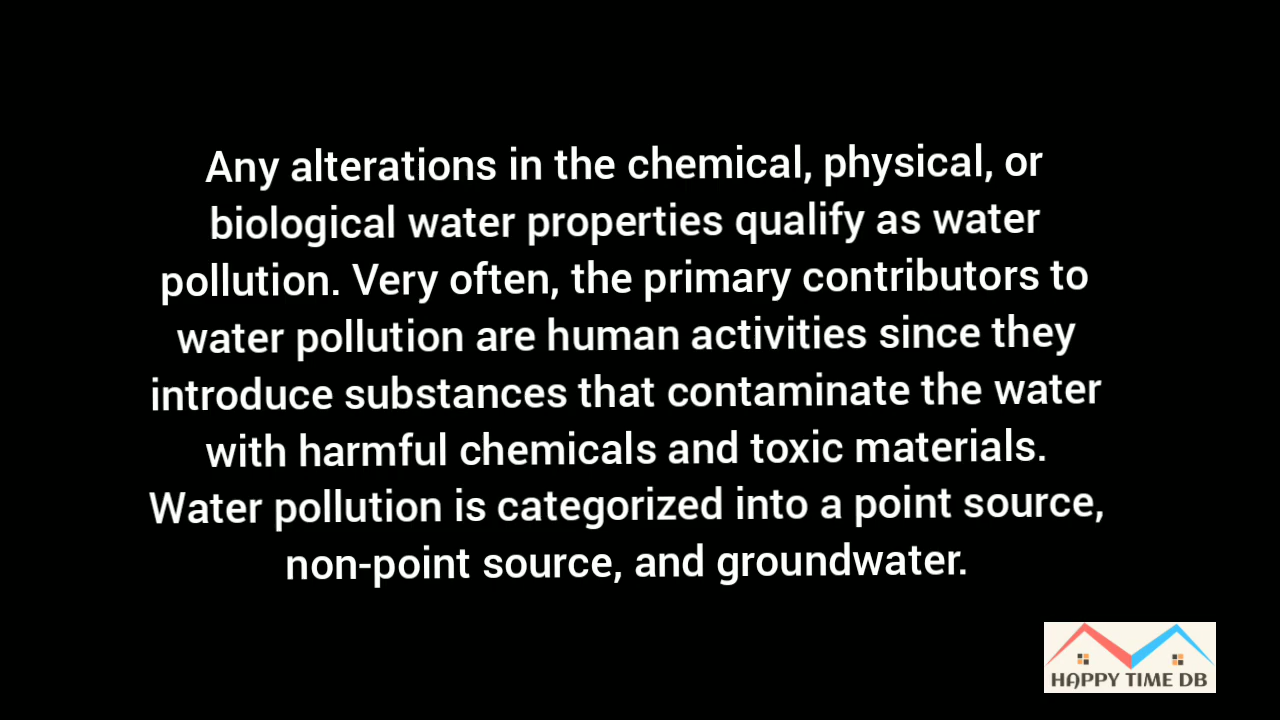 Any alterations in the chemical, physical, or
biological water properties qualify as water
pollution. Very often, the primary contributors to
water pollution are human activities since they
introduce substances that contaminate the water
with harmful chemicals and toxic materials.
Water pollution is categorized into a point source,
non-point source, and groundwater.
HAPPY TIME DB